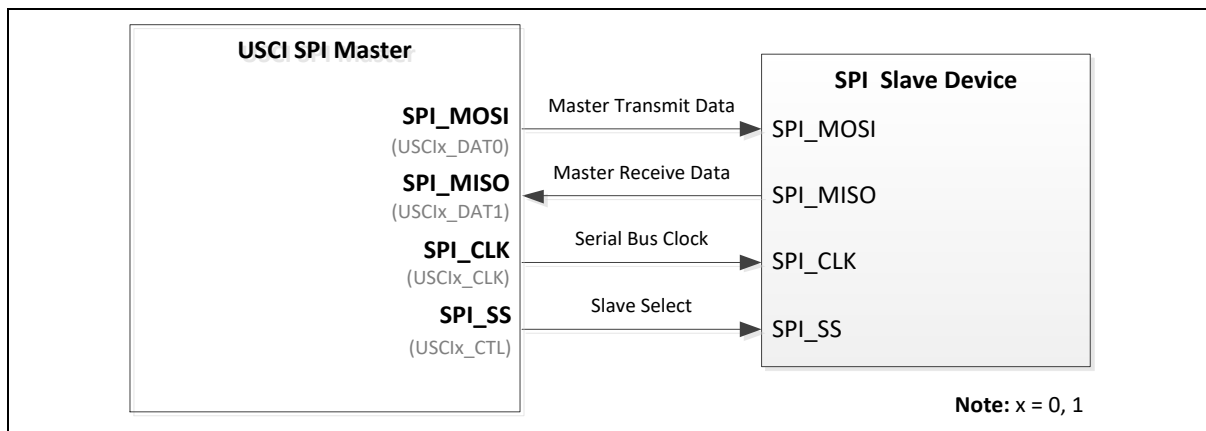 USCI SPI Master
SPI_MOSI
(USCIx_DAT0)
SPI_MISO
(USCIx_DAT1)
SPI_CLK
(USCIx_CLK)
SPI_SS
(USCIx_CTL)
Master Transmit Data
Master Receive Data
Serial Bus Clock
Slave Select
SPI Slave Device
SPI_MOSI
SPI_MISO
SPI_CLK
SPI_SS
Note: x = 0, 1